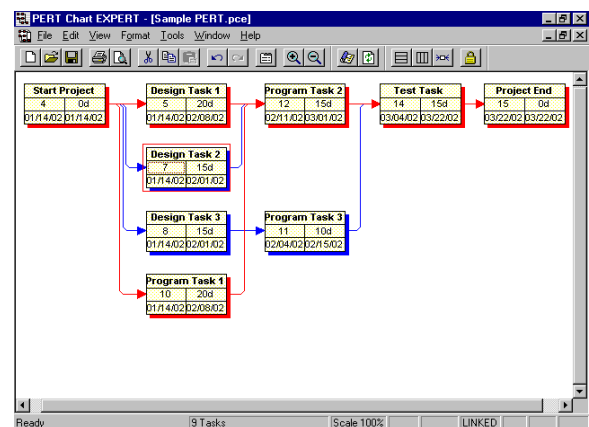 PERT Chart EXPERT - [Sample PERT.pce]
File Edit View Format Tools Window Help
Start Project
4 0d
01/14/02 01/14/02
Design Task 1
5 20d
01/14/02 02/08/02
Program Task 2
12 15d
02/11/02 03/01/02
Test Task
14 15d
03/04/02 03/22/02
Project End
15 0d
03/22/02 03/22/02
Design Task 2
7 15d
01/14/02 02/01/02
Design Task 3
8 15d
01/14/02 02/01/02
Program Task 3
11 10d
02/04/02 02/15/02
Program Task 1
10 20d
01/14/02 02/08/02
Ready 9 Tasks Scale 100% LINKED